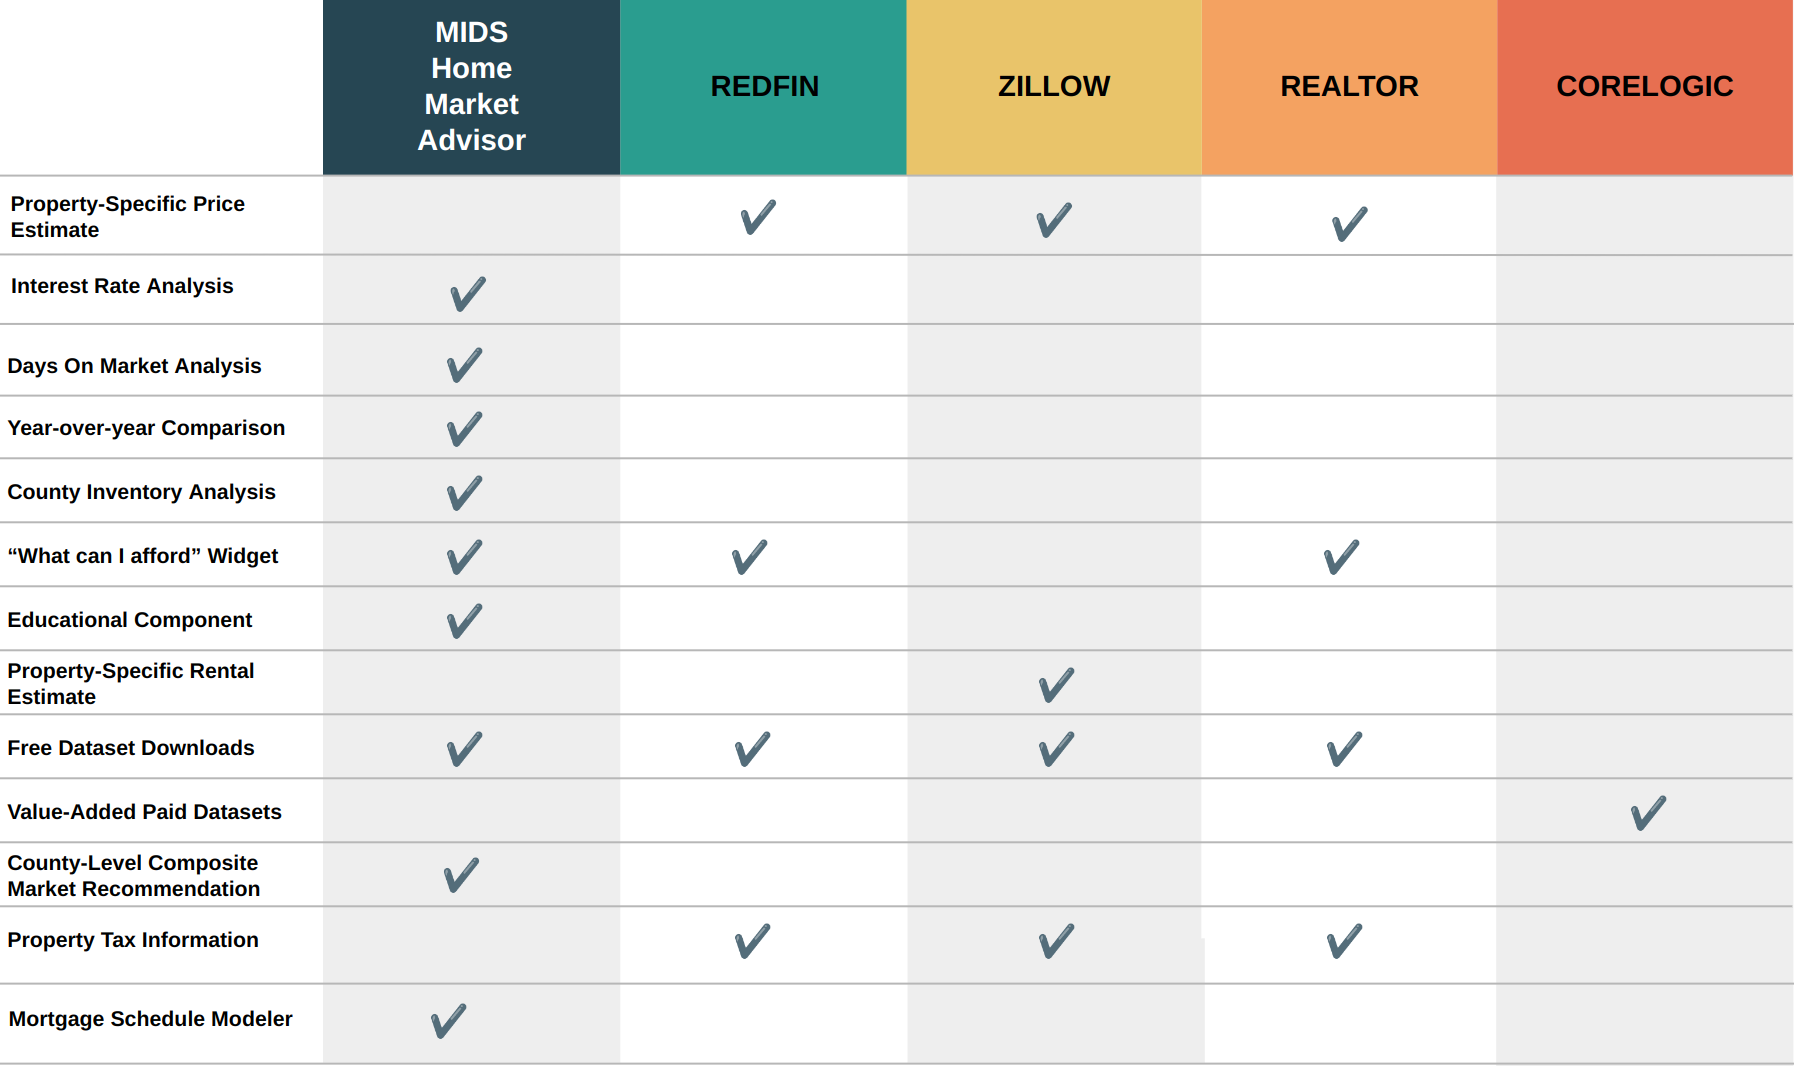 MIDS
Home
Market
Advisor
REDFIN
ZILLOW
REALTOR
CORELOGIC
Property-Specific Price
Estimate
Interest Rate Analysis
Days On Market Analysis
Year-over-year Comparison
County Inventory Analysis
“What can I afford” Widget
Educational Component
Property-Specific Rental
Estimate
Free Dataset Downloads
Value-Added Paid Datasets
County-Level Composite
Market Recommendation
Property Tax Information
Mortgage Schedule Modeler